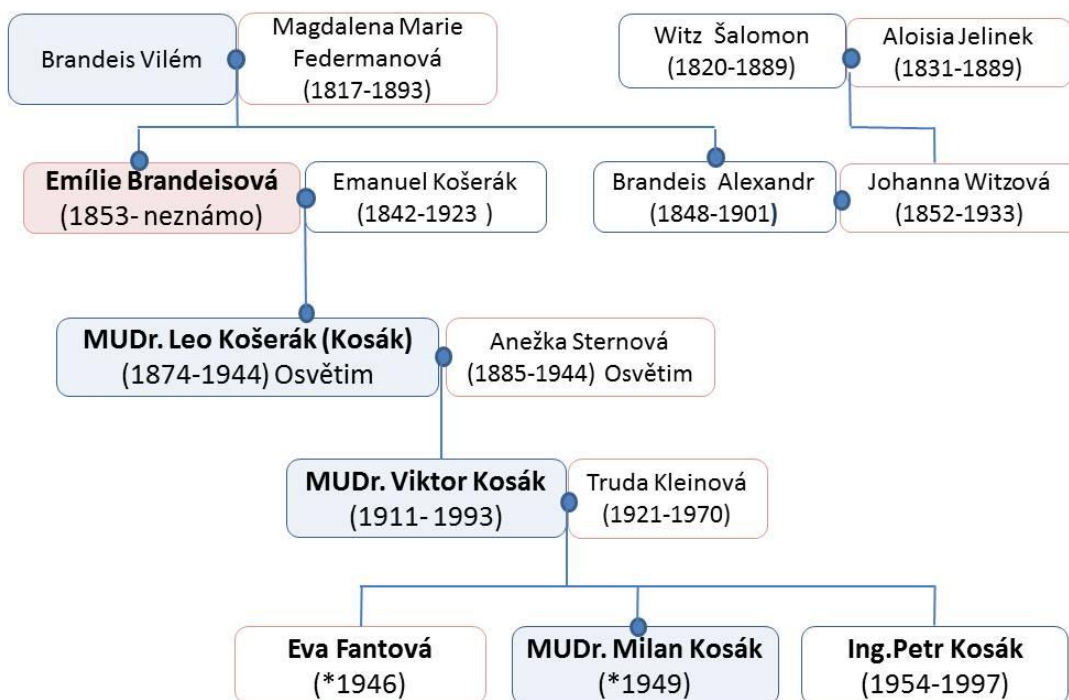 Brandeis Vilém
Magdalena Marie
Federmanová
(1817-1893)
Witz Šalomon
(1820-1889)
Aloisia Jelinek
(1831-1889)
Emílie Brandeisová
(1853- neznámo)
Emanuel Košerák
(1842-1923 )
Brandeis Alexandr
(1848-1901)
Johanna Witzová
(1852-1933)
MUDr. Leo Košerák (Kosák)
(1874-1944) Osvětim
Anežka Sternová
(1885-1944) Osvětim
MUDr. Viktor Kosák
(1911- 1993)
Truda Kleinová
(1921-1970)
Eva Fantová
(*1946)
MUDr. Milan Kosák
(*1949)
Ing.Petr Kosák
(1954-1997)